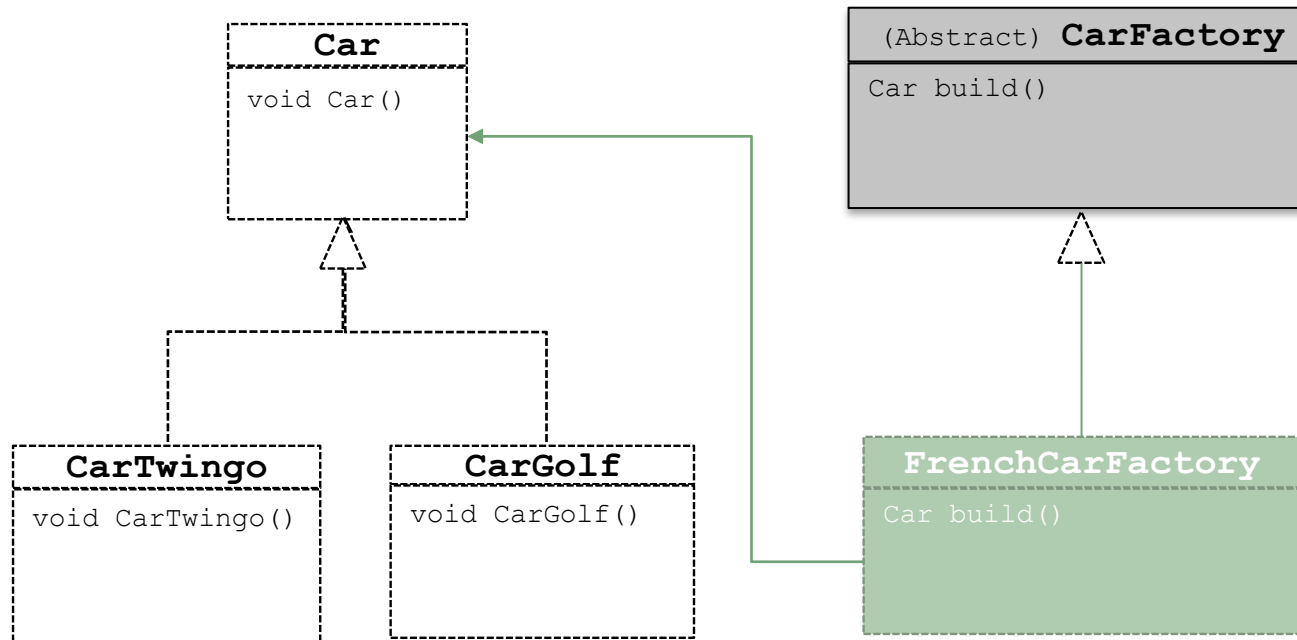 Car
void Car()
(Abstract) CarFactory
Car build()
CarTwingo
void CarTwingo()
CarGolf
void CarGolf()
FrenchCarFactory
Car build()